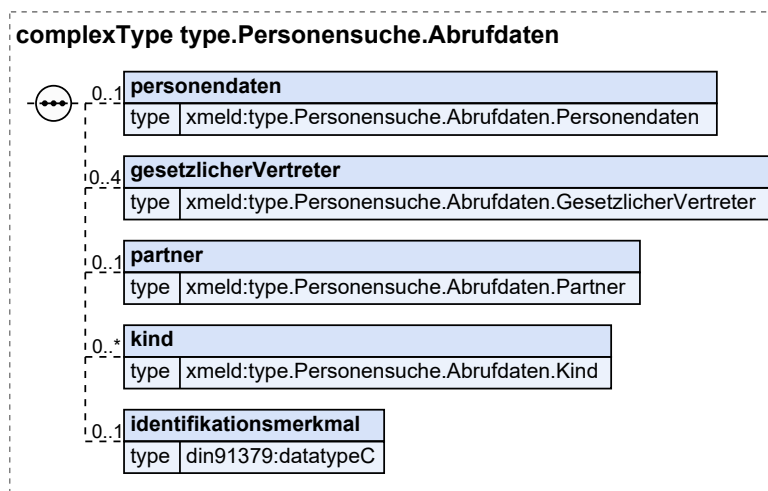 complexType type.Personensuche.Abrufdaten
0..1 personendaten
type xmeld:type.Personensuche.Abrufdaten.Personendaten
0..4 gesetzlicherVertreter
type xmeld:type.Personensuche.Abrufdaten.GesetzlicherVertreter
0..1 partner
type xmeld:type.Personensuche.Abrufdaten.Partner
0..* kind
type xmeld:type.Personensuche.Abrufdaten.Kind
0..1 identifikationsmerkmal
type din91379:datatypeC